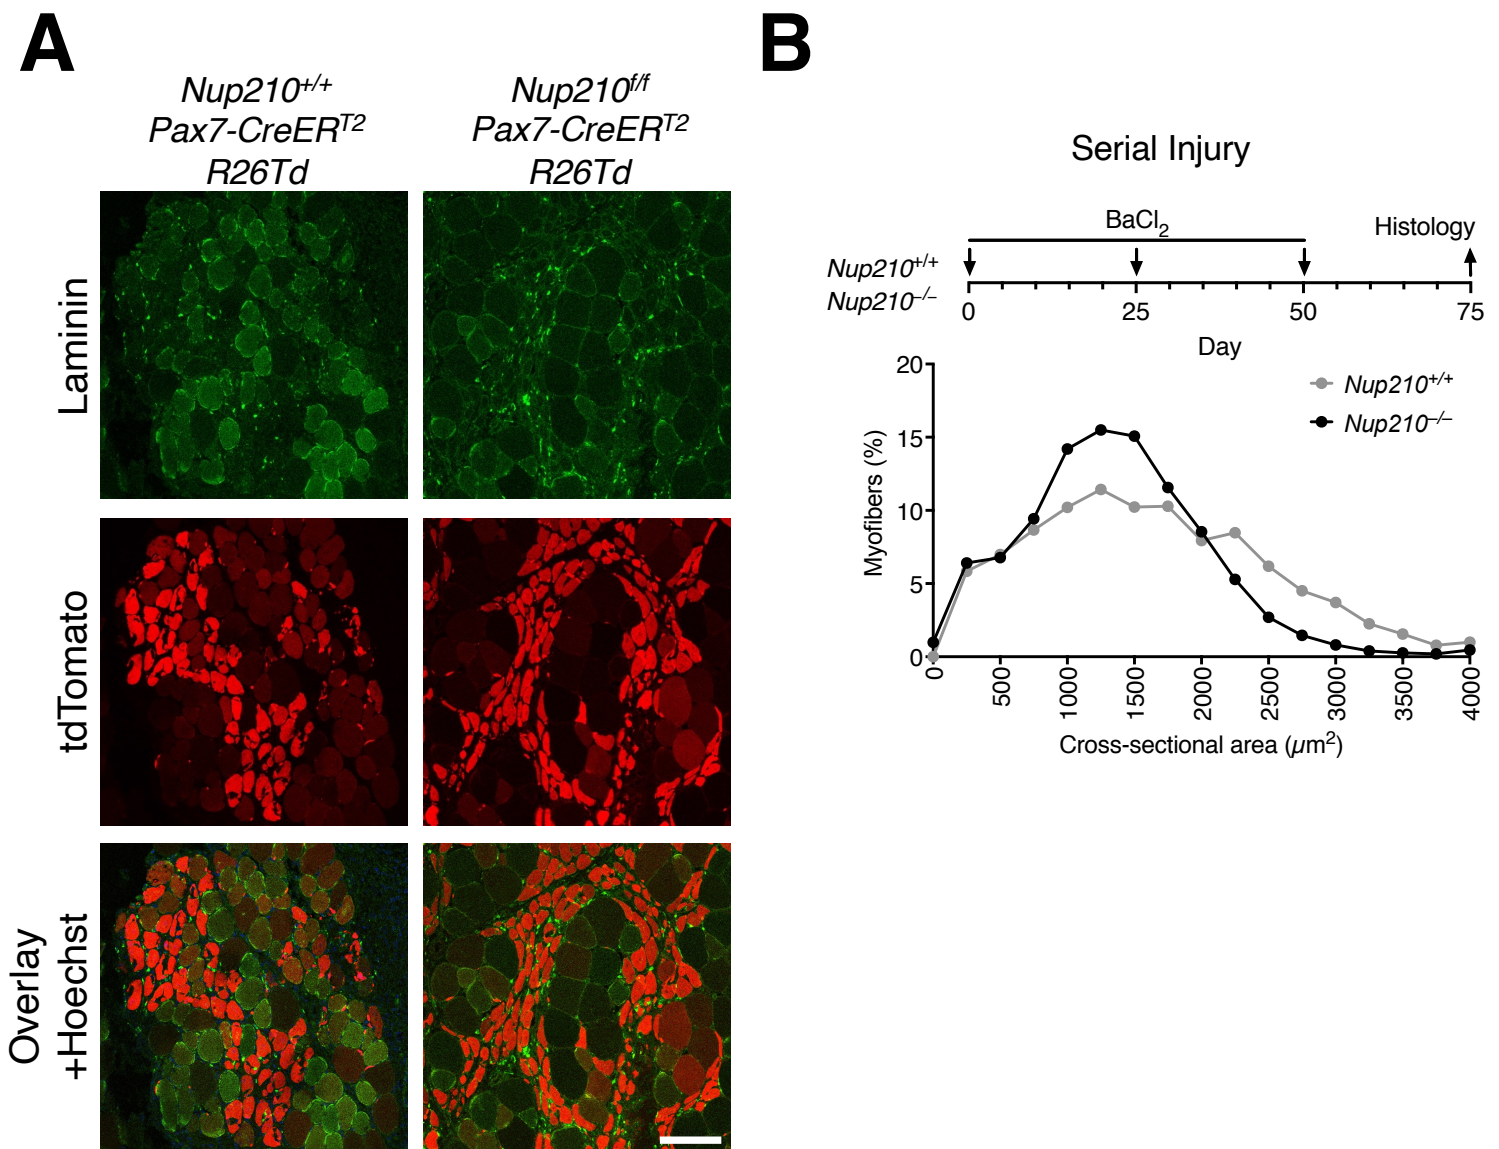 A
Nup210+/+
Pax7-CreERT2
R26Td
Nup210f/f
Pax7-CreERT2
R26Td
Laminin
tdTomato
Overlay
+Hoechst
B
Serial Injury
BaCl2
Histology
Nup210+/+
Nup210–/–
0
25
50
75
Day
20
15
10
5
0
Myofibers (%)
Nup210+/+
Nup210–/–
0
500
1000
1500
2000
2500
3000
3500
4000
Cross-sectional area (µm2)